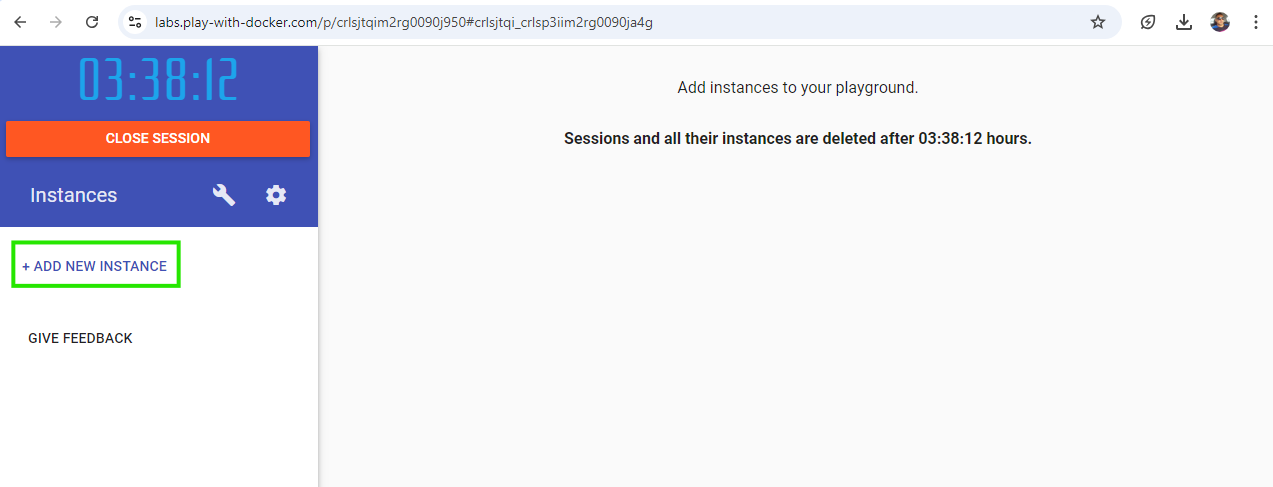 labs.play-with-docker.com/p/crlsjtqim2rg0090j950#crlsjtqi_crlsp3iim2rg0090ja4g
03:38:12
CLOSE SESSION
Instances
+ ADD NEW INSTANCE
GIVE FEEDBACK
Add instances to your playground.
Sessions and all their instances are deleted after 03:38:12 hours.